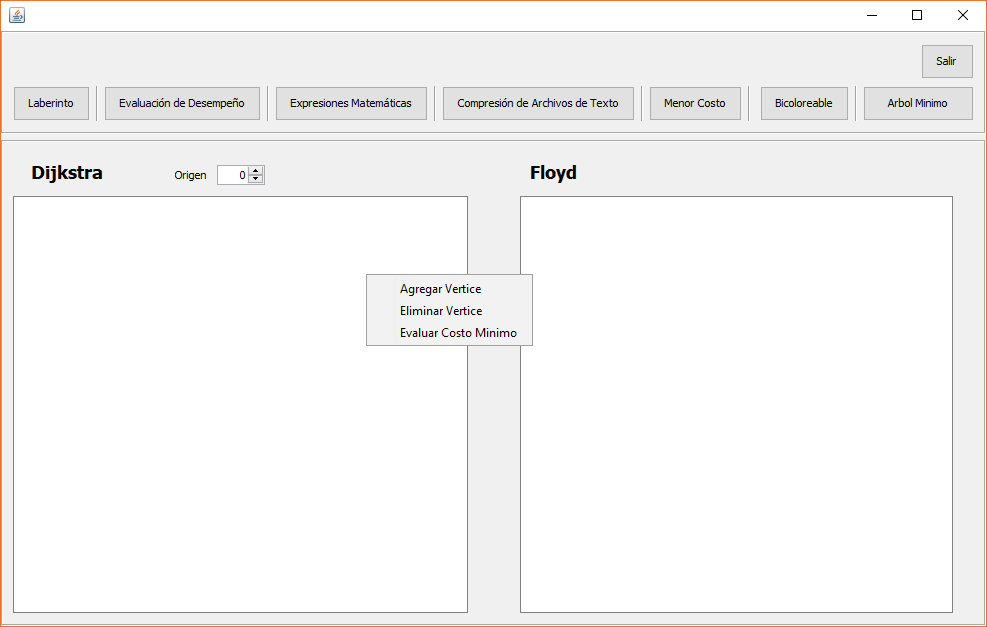 Salir
Laberinto Evaluación de Desempeño Expresiones Matemáticas Compresión de Archivos de Texto Menor Costo Bicoloreable Arbol Minimo
Dijkstra Origen 0 Floyd
Agregar Vertice
Eliminar Vertice
Evaluar Costo Minimo